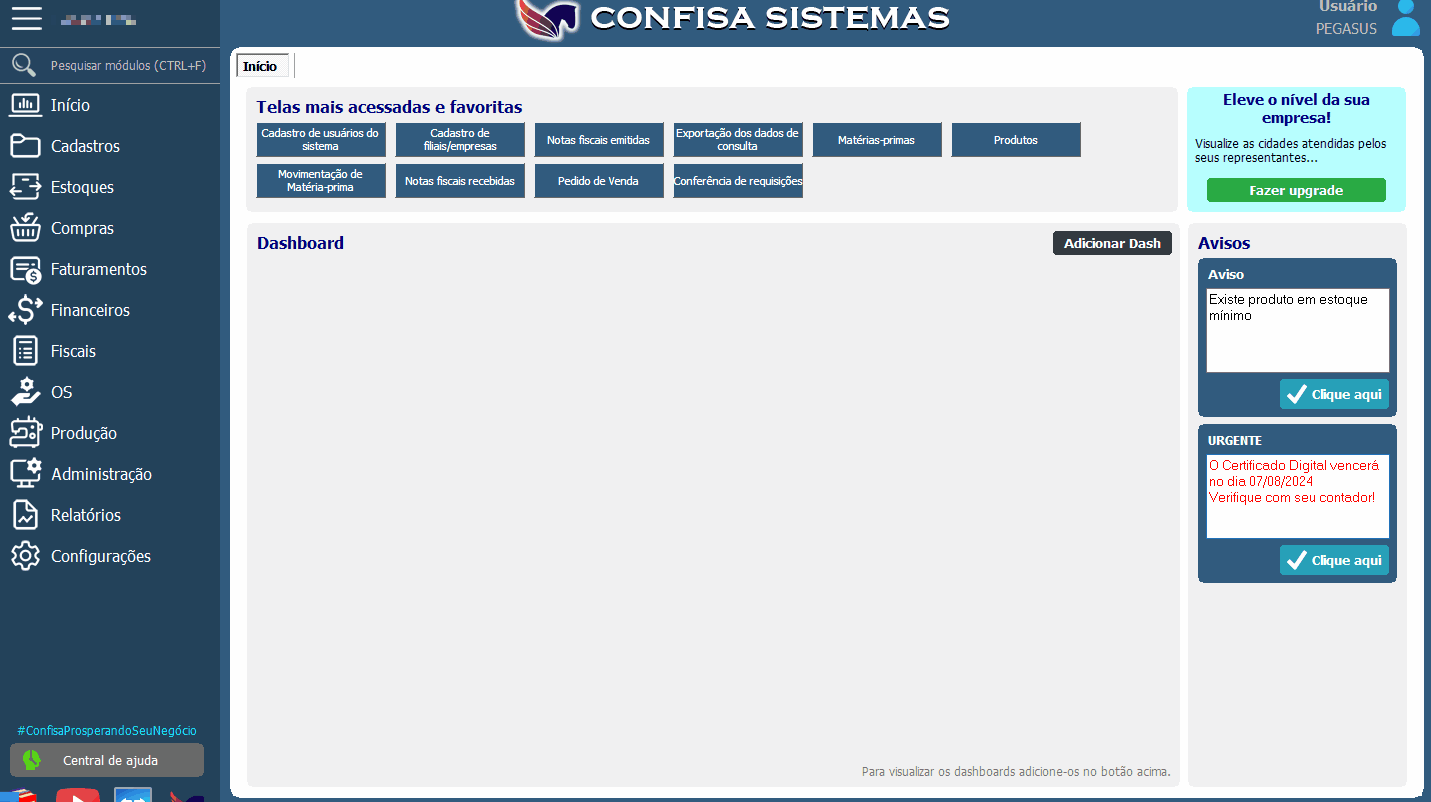 CONFISA SISTEMAS
Usuário
PEGASUS
Pesquisar módulos (CTRL+F)
Início
Cadastros
Estoques
Compras
Faturamentos
Financeiros
Fiscais
OS
Produção
Administração
Relatórios
Configurações
#ConfisaProsperandoSeuNegócio
Central de ajuda
Início
Telas mais acessadas e favoritas
Cadastro de usuários do
sistema
Cadastro de
filiais/empresas
Notas fiscais emitidas
Exportação dos dados de
consulta
Matérias-primas
Produtos
Movimentação de
Matéria-prima
Notas fiscais recebidas
Pedido de Venda
Conferência de requisições
Eleve o nível da sua
empresa!
Visualize as cidades atendidas pelos
seus representantes...
Fazer upgrade
Dashboard
Adicionar Dash
Para visualizar os dashboards adicione-os no botão acima.
Avisos
Aviso
Existe produto em estoque
mínimo
Clique aqui
URGENTE
O Certificado Digital vencerá
no dia 07/08/2024
Verifique com seu contador!
Clique aqui